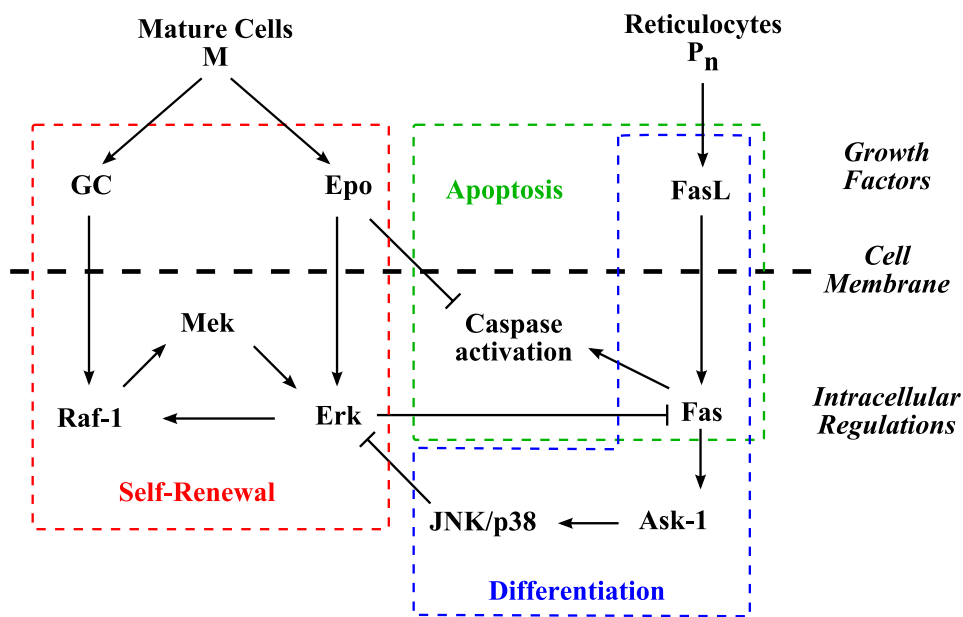 Mature Cells
M
Reticulocytes
Pn
GC
Epo
Apoptosis
FasL
Growth
Factors
Cell
Membrane
Mek
Caspase
activation
Raf-1
Erk
Fas
Intracellular
Regulations
Self-Renewal
JNK/p38
Ask-1
Differentiation